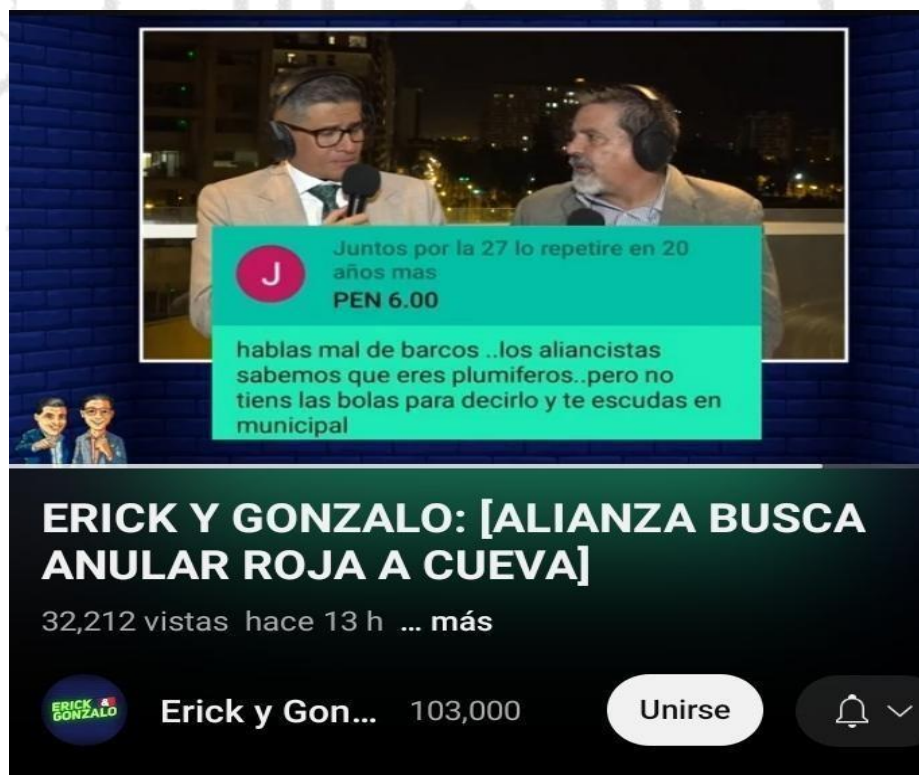 J
Juntos por la 27 lo repetire en 20
años mas
PEN 6.00
hablas mal de barcos ..los aliancistas
sabemos que eres plumiferos..pero no
tiens las bolas para decirlo y te escudas en
municipal
ERICK Y GONZALO: [ALIANZA BUSCA
ANULAR ROJA A CUEVA]
32,212 vistas hace 13 h ... más
ERICK &
GONZALO
Erick y Gon... 103,000
Unirse